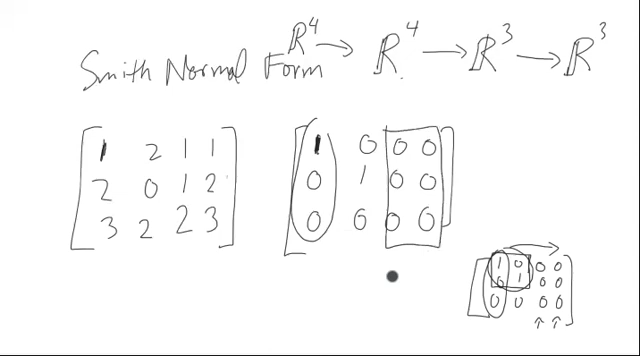 Smith Normal Form ℝ⁴ → ℝ⁴ → ℝ³ → ℝ³
1 2 1 1
2 0 1 2
3 2 2 3
1 0 0 0
0 1 0 0
0 0 0 0
1 0 0 0
0 1 0 0
0 0 0 0
↑ ↑